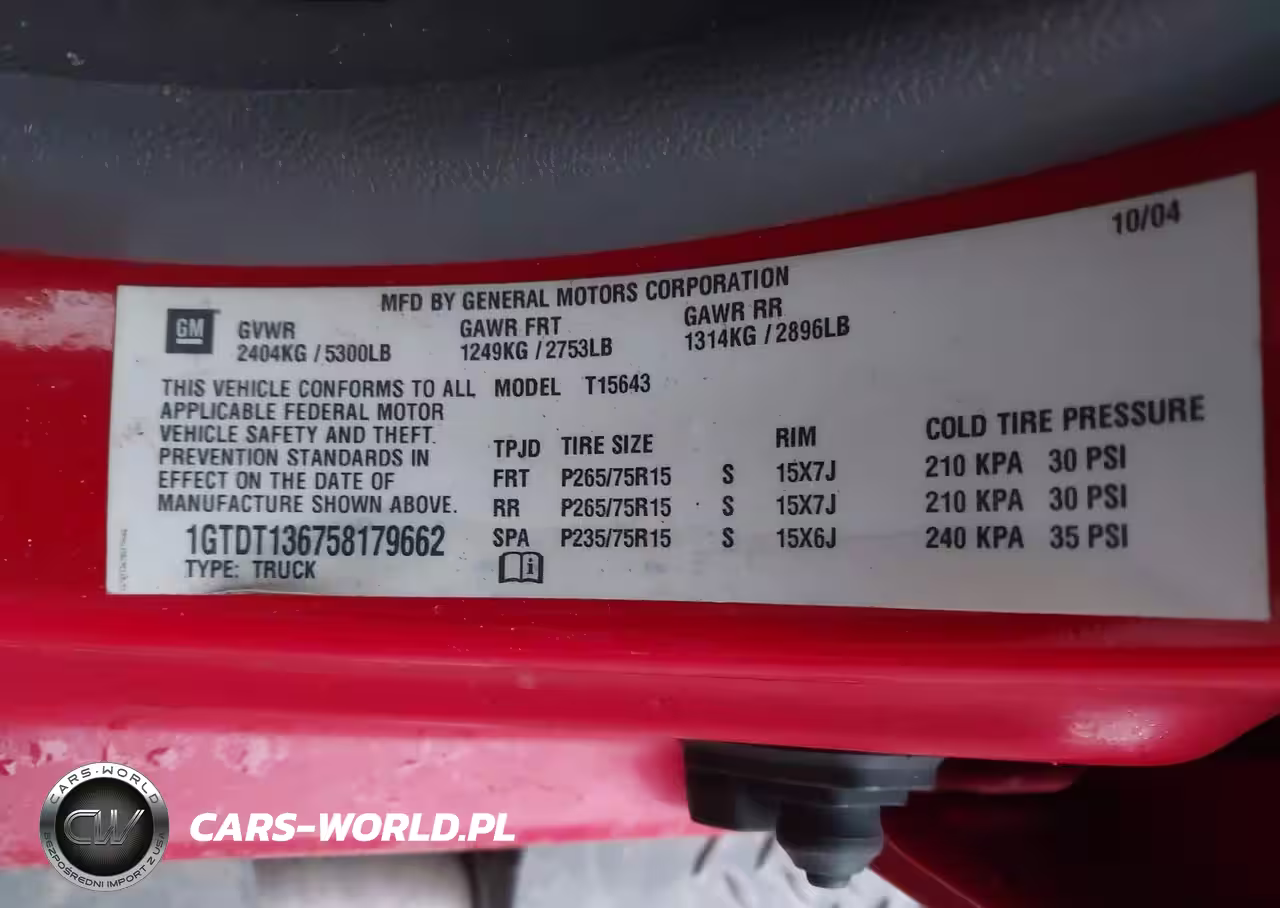 10/04
MFD BY GENERAL MOTORS CORPORATION
GM GVWR GAWR FRT GAWR RR
2404KG / 5300LB 1249KG / 2753LB 1314KG / 2896LB
THIS VEHICLE CONFORMS TO ALL
APPLICABLE FEDERAL MOTOR
VEHICLE SAFETY AND THEFT.
PREVENTION STANDARDS IN
EFFECT ON THE DATE OF
MANUFACTURE SHOWN ABOVE.
1GTDT136758179662
TYPE: TRUCK
MODEL T15643
TPJD TIRE SIZE RIM COLD TIRE PRESSURE
FRT P265/75R15 S 15X7J 210 KPA 30 PSI
RR P265/75R15 S 15X7J 210 KPA 30 PSI
SPA P235/75R15 S 15X6J 240 KPA 35 PSI
CARS-WORLD
CW
BEZPOŚREDNI IMPORT Z USA
CARS-WORLD.PL